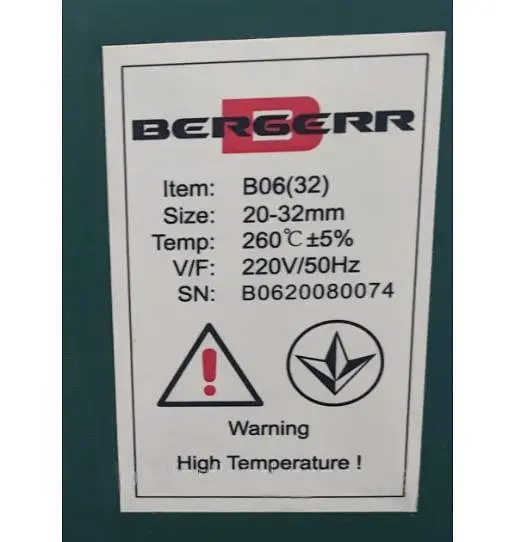 B
BERGERR
Item: B06(32)
Size: 20-32mm
Temp: 260℃±5%
V/F: 220V/50Hz
SN: B0620080074
!
Warning
High Temperature !